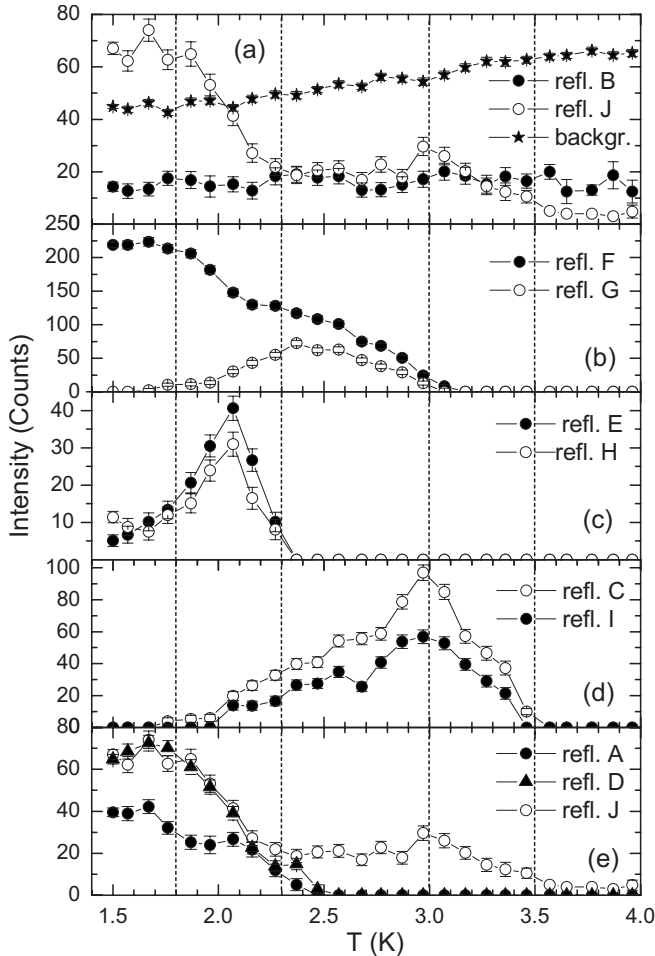 80
(a)
60
refl. B
refl. J
backgr.
40
20
250
200
refl. F
refl. G
150
100
50
(b)
0
40
refl. E
refl. H
30
20
10
(c)
100
refl. C
refl. I
80
60
40
20
(d)
80
refl. A
refl. D
refl. J
60
40
20
(e)
0
1.5 2.0 2.5 3.0 3.5 4.0
T (K)
Intensity (Counts)